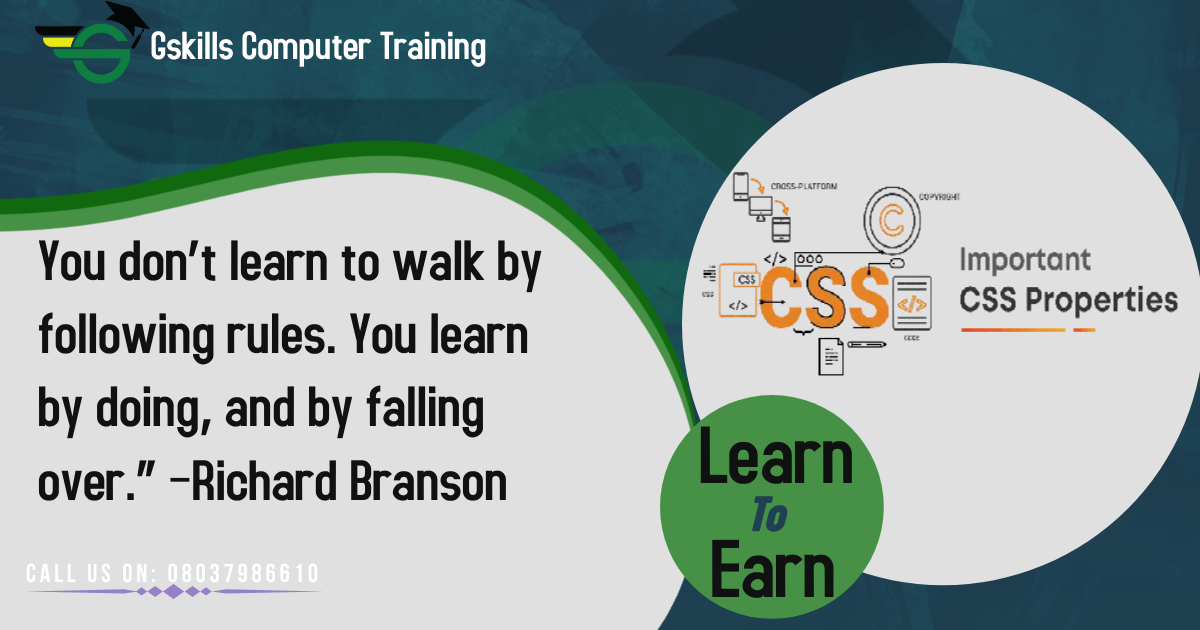 Gskills Computer Training
You don't learn to walk by
following rules. You learn
by doing, and by falling
over.” –Richard Branson
CALL US ON: 08037986610
CROSS-PLATFORM
COPYRIGHT
</>
CSS
</>
CSS
CSS
</>
CODE
Important
CSS Properties
Learn
To
Earn